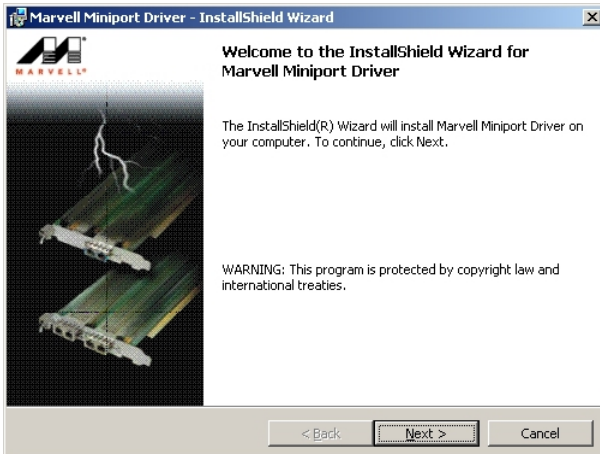 Marvell Miniport Driver - InstallShield Wizard
MARVELL®
Welcome to the InstallShield Wizard for
Marvell Miniport Driver
The InstallShield(R) Wizard will install Marvell Miniport Driver on
your computer. To continue, click Next.
WARNING: This program is protected by copyright law and
international treaties.
< Back
Next >
Cancel